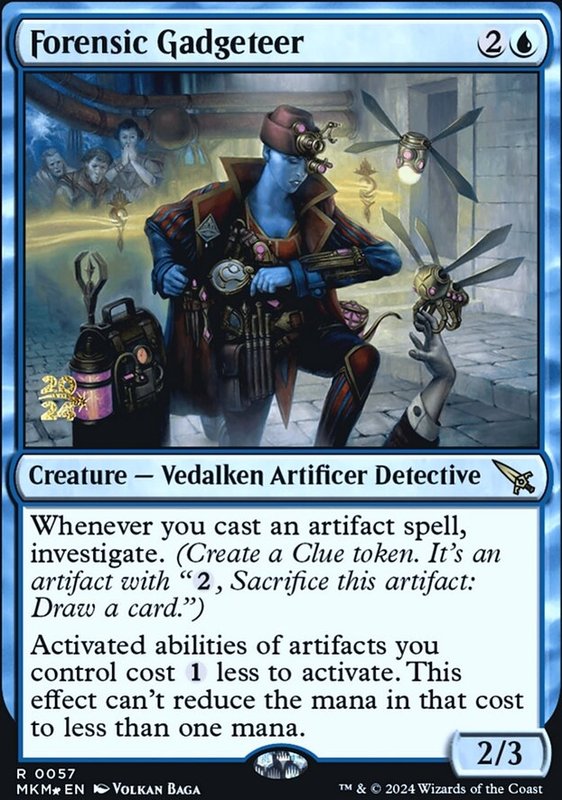 Forensic Gadgeteer 2
2024
Creature — Vedalken Artificer Detective
Whenever you cast an artifact spell,
investigate. (Create a Clue token. It's an
artifact with “2, Sacrifice this artifact:
Draw a card.”)
Activated abilities of artifacts you
control cost 1 less to activate. This
effect can't reduce the mana in that cost
to less than one mana.
2/3
R 0057
MKM★EN Volkan Baga
™ & © 2024 Wizards of the Coast